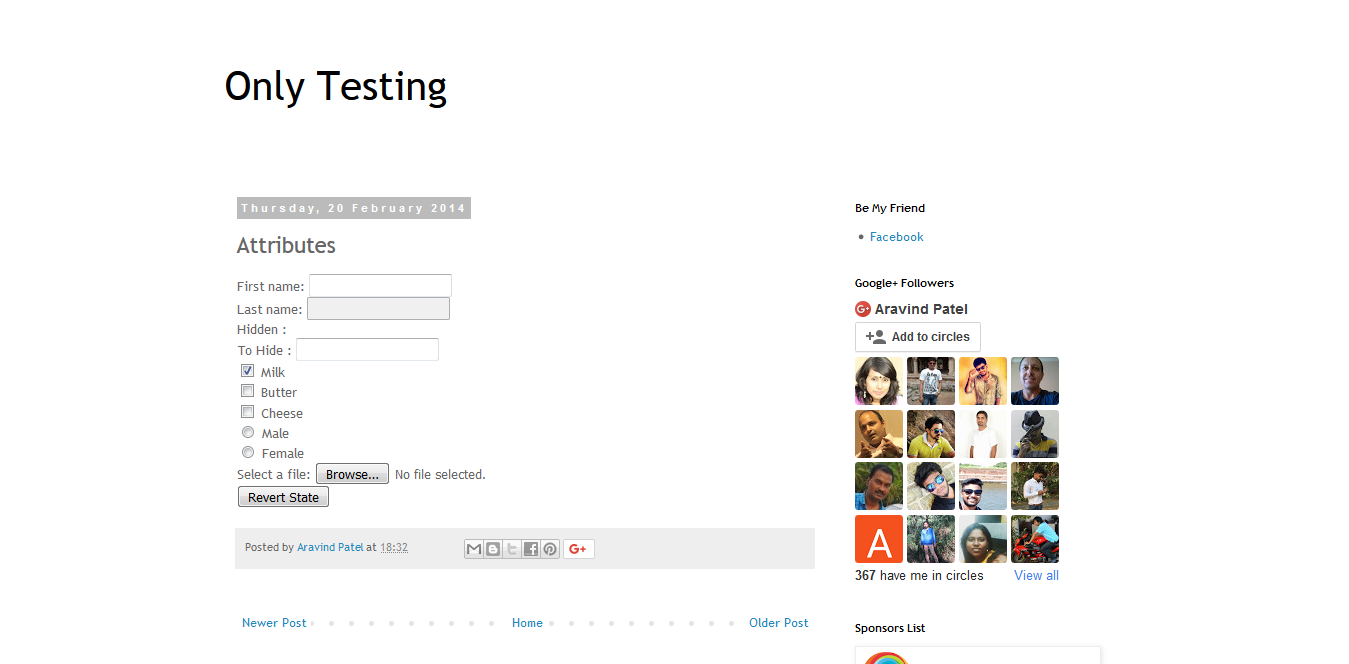 Only Testing
Thursday, 20 February 2014
Attributes
First name:
Last name:
Hidden :
To Hide :
Milk
Butter
Cheese
Male
Female
Select a file: Browse... No file selected.
Revert State
Posted by Aravind Patel at 18:32
G+
Newer Post
Home
Older Post
Be My Friend
Facebook
Google+ Followers
G+ Aravind Patel
Add to circles
A
367 have me in circles View all
Sponsors List